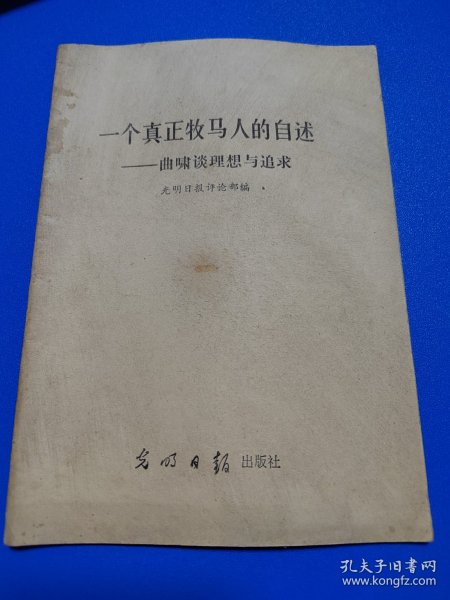 一个真正牧马人的自述
——曲啸谈理想与追求
光明日报评论部编
光明日报出版社
孔夫子旧书网
www.kongfz.com